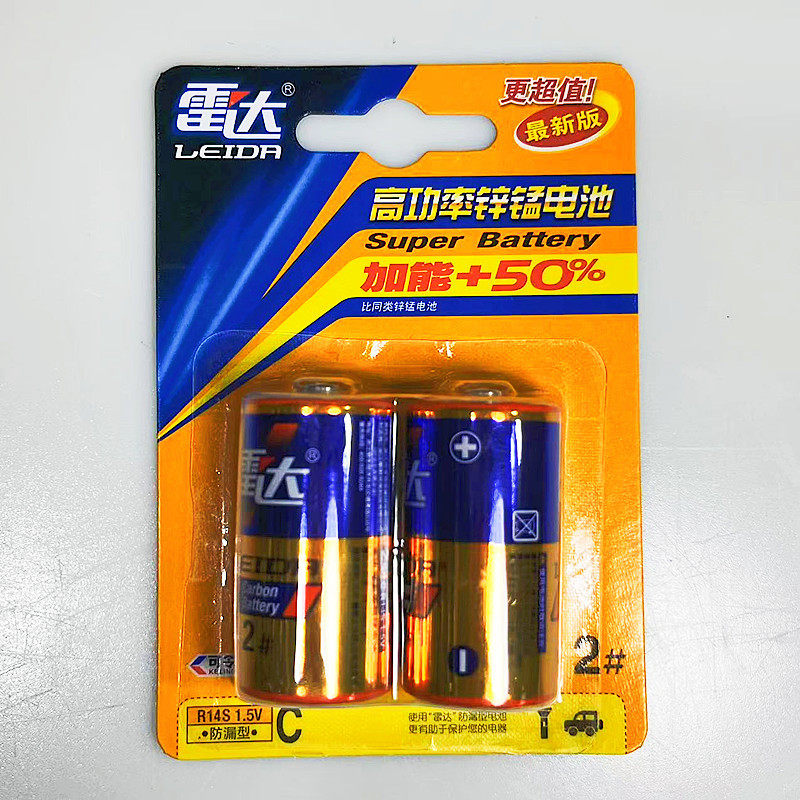 雷达®
LEIDA
更超值!
最新版
高功率锌锰电池
Super Battery
加能+50%
比同类锌锰电池
雷达®
LEIDA
Carbon
Battery
2#
+
2#
R14S 1.5V
·防漏型·
C
使用"雷达"防漏型电池
更有助于保护您的电器